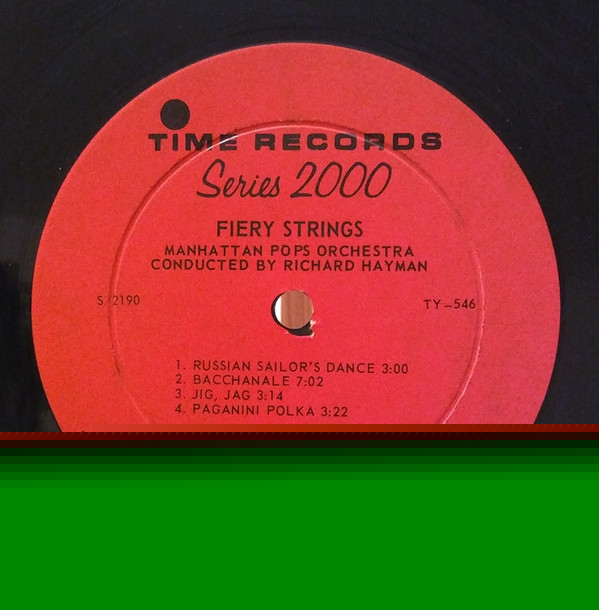 TIME RECORDS
Series 2000
FIERY STRINGS
MANHATTAN POPS ORCHESTRA
CONDUCTED BY RICHARD HAYMAN
S/2190
TY-546
1. RUSSIAN SAILOR'S DANCE 3:00
2. BACCHANALE 7:02
3. JIG, JAG 3:14
4. PAGANINI POLKA 3:22